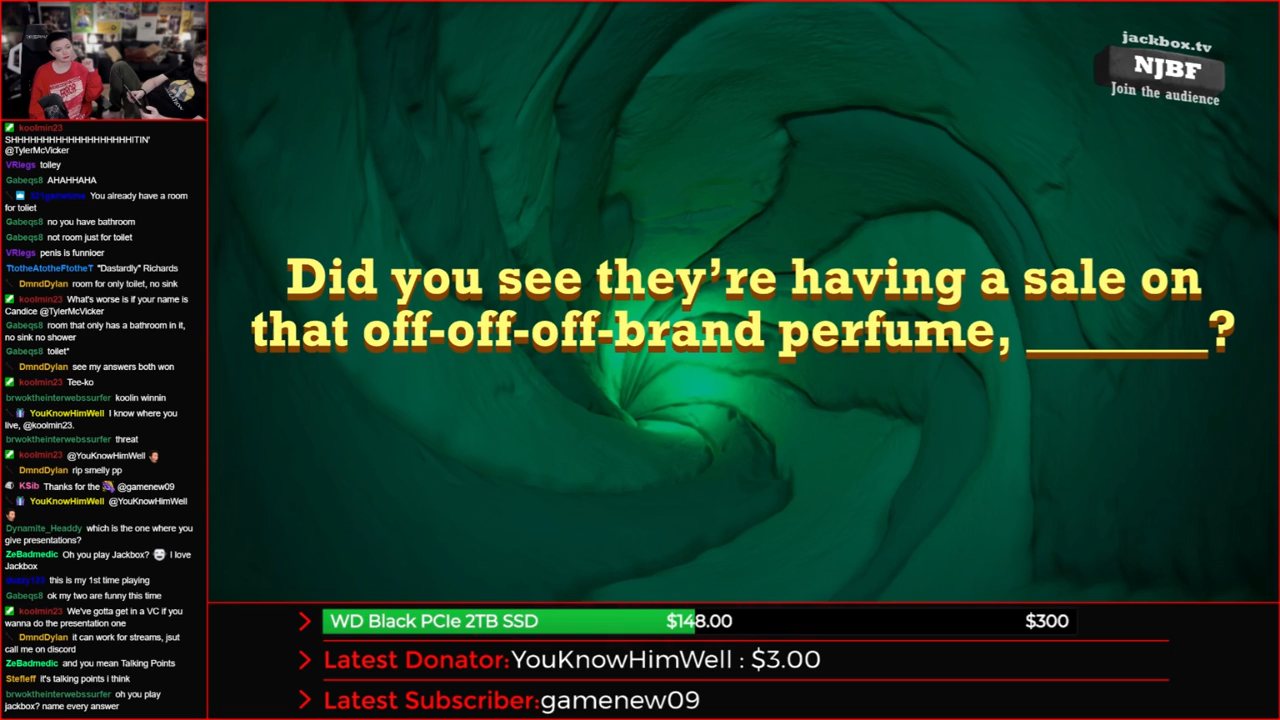 koolmin23
SHHHHHHHHHHHHHHHHHHITIN'
@TylerMcVicker
VRlegs toiley
Gabeqs8 AHAHHAHA
You already have a room
for toliet
Gabeqs8 no you have bathroom
Gabeqs8 not room just for toilet
VRlegs penis is funnioer
TtotheAtotheFtotheT "Dastardly" Richards
DmndDylan room for only toilet, no sink
koolmin23 What's worse is if your name is
Candice @TylerMcVicker
Gabeqs8 room that only has a bathroom in it,
no sink no shower
Gabeqs8 toilet*
DmndDylan see my answers both won
koolmin23 Tee-ko
brwoktheinterwebssurfer koolin winnin
YouKnowHimWell I know where you
live, @koolmin23.
brwoktheinterwebssurfer threat
koolmin23 @YouKnowHimWell
DmndDylan rip smelly pp
KSib Thanks for the @gamenew09
YouKnowHimWell @YouKnowHimWell
Dynamite_Headdy which is the one where you
give presentations?
ZeBadmedic Oh you play Jackbox? I love
Jackbox
this is my 1st time playing
Gabeqs8 ok my two are funny this time
koolmin23 We've gotta get in a VC if you
wanna do the presentation one
DmndDylan it can work for streams, jsut
call me on discord
ZeBadmedic and you mean Talking Points
Stefleff it's talking points i think
brwoktheinterwebssurfer oh you play
jackbox? name every answer
jackbox.tv
NJBF
Join the audience
Did you see they're having a sale on
that off-off-off-brand perfume, ________?
WD Black PCIe 2TB SSD $148.00 $300
Latest Donator:YouKnowHimWell : $3.00
Latest Subscriber:gamenew09